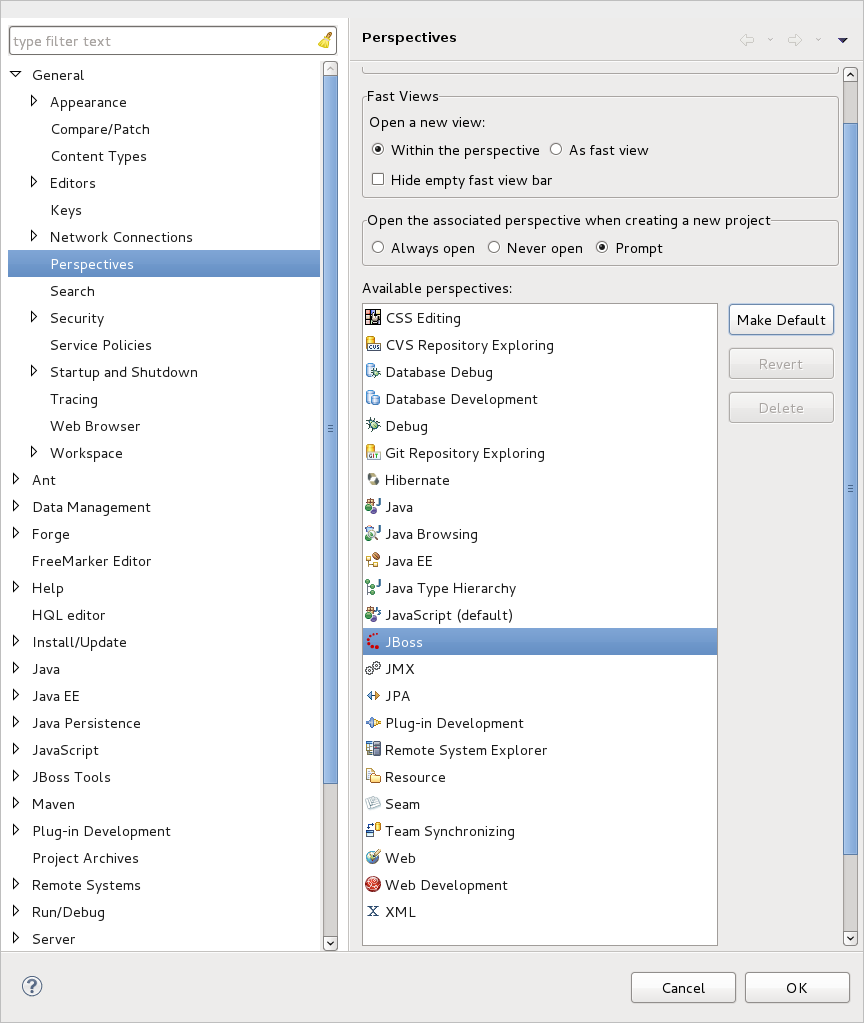 type filter text
General
Appearance
Compare/Patch
Content Types
Editors
Keys
Network Connections
Perspectives
Search
Security
Service Policies
Startup and Shutdown
Tracing
Web Browser
Workspace
Ant
Data Management
Forge
FreeMarker Editor
Help
HQL editor
Install/Update
Java
Java EE
Java Persistence
JavaScript
JBoss Tools
Maven
Plug-in Development
Project Archives
Remote Systems
Run/Debug
Server
Perspectives
Fast Views
Open a new view:
Within the perspective As fast view
Hide empty fast view bar
Open the associated perspective when creating a new project
Always open Never open Prompt
Available perspectives:
CSS Editing
CVS Repository Exploring
Database Debug
Database Development
Debug
Git Repository Exploring
Hibernate
Java
Java Browsing
Java EE
Java Type Hierarchy
JavaScript (default)
JBoss
JMX
JPA
Plug-in Development
Remote System Explorer
Resource
Seam
Team Synchronizing
Web
Web Development
XML
Make Default
Revert
Delete
Cancel OK